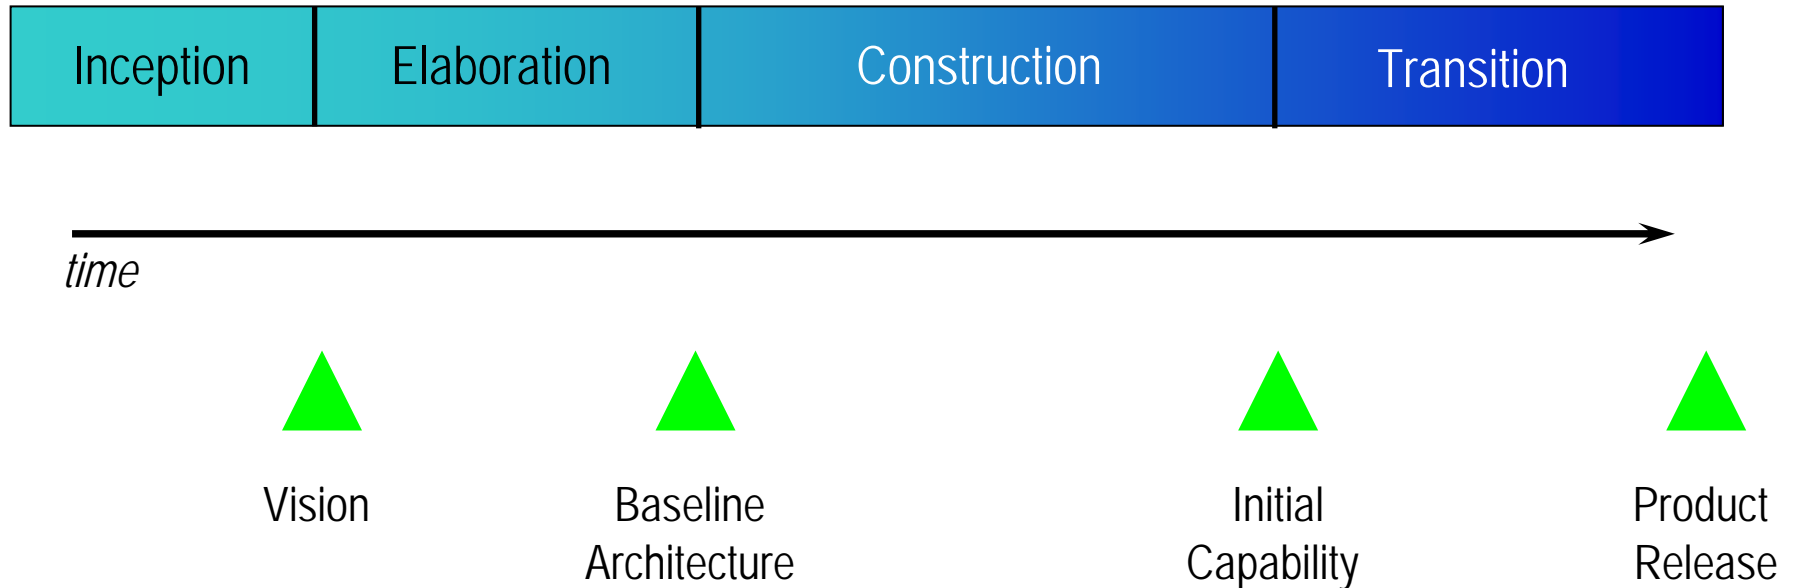 Inception Elaboration Construction Transition
time
Vision Baseline Initial Product
Architecture Capability Release